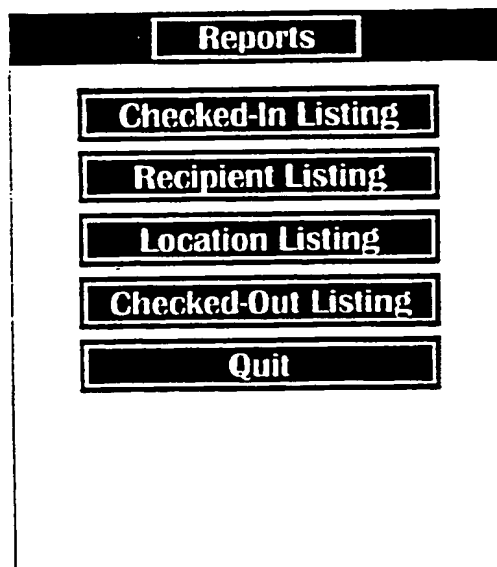 Reports
Checked-In Listing
Recipient Listing
Location Listing
Checked-Out Listing
Quit